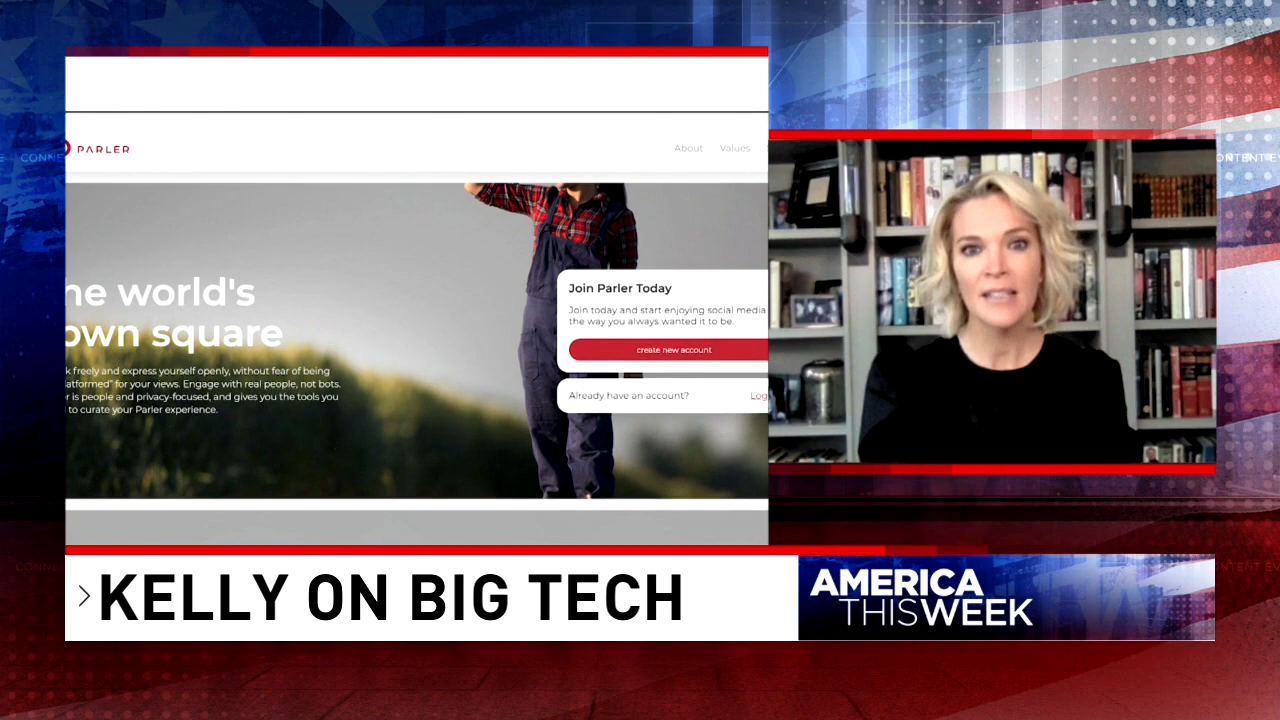 PARLER
About Values
he world's
own square
k freely and express yourself openly, without fear of being
latformed" for your views. Engage with real people, not bots.
r is people and privacy-focused, and gives you the tools you
to curate your Parler experience.
Join Parler Today
Join today and start enjoying social media
the way you always wanted it to be.
create new account
Already have an account? Log
KELLY ON BIG TECH
AMERICA
THISWEEK